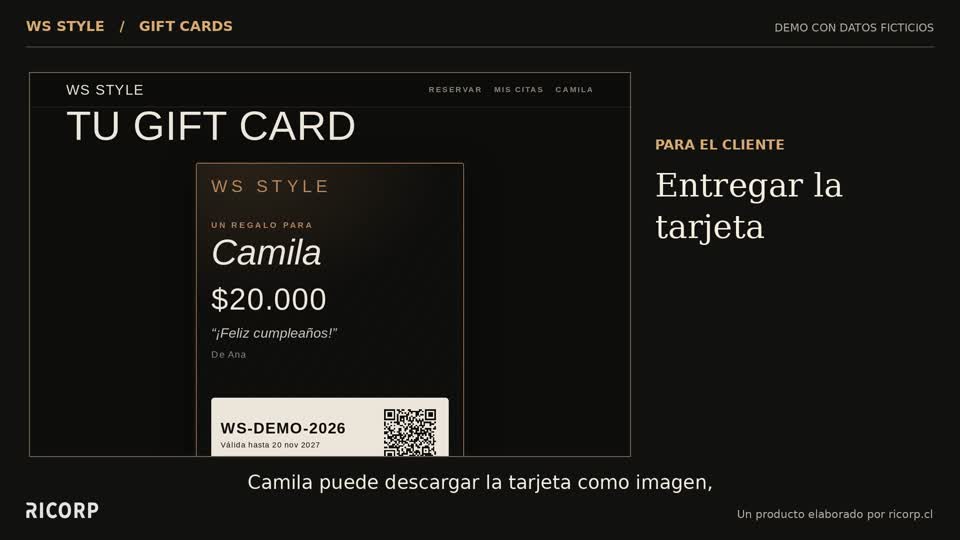 WS STYLE / GIFT CARDS
DEMO CON DATOS FICTICIOS
WS STYLE
RESERVAR MIS CITAS CAMILA
TU GIFT CARD
WS STYLE
UN REGALO PARA
Camila
$20.000
“¡Feliz cumpleaños!”
De Ana
WS-DEMO-2026
Válida hasta 20 nov 2027
PARA EL CLIENTE
Entregar la
tarjeta
Camila puede descargar la tarjeta como imagen,
RICORP
Un producto elaborado por ricorp.cl